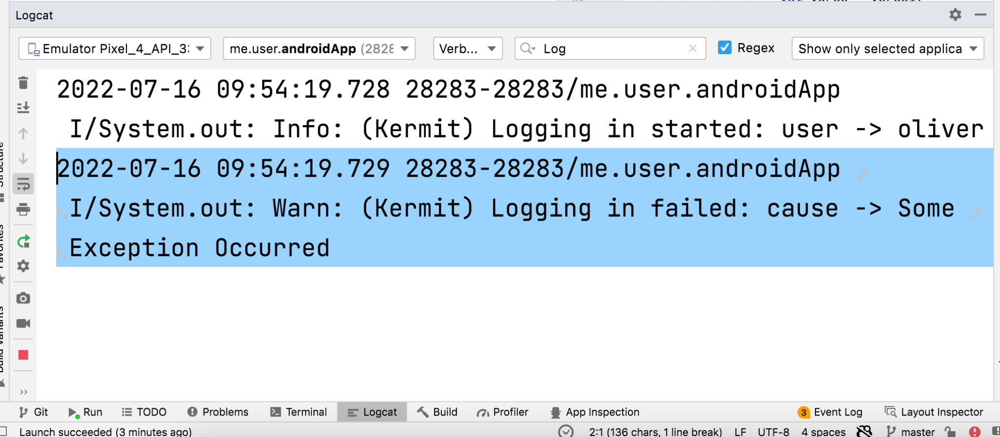 Logcat
Emulator Pixel_4_API_3
me.user.androidApp (2828
Verb...
Log
Regex
Show only selected applica
2022-07-16 09:54:19.728 28283-28283/me.user.androidApp
I/System.out: Info: (Kermit) Logging in started: user -> oliver
2022-07-16 09:54:19.729 28283-28283/me.user.androidApp
I/System.out: Warn: (Kermit) Logging in failed: cause -> Some
Exception Occurred
Structure
Favorites
Build Variants
Git Run TODO Problems Terminal Logcat Build Profiler App Inspection 3 Event Log Layout Inspector
Launch succeeded (3 minutes ago) 2:1 (136 chars, 1 line break) LF UTF-8 4 spaces master